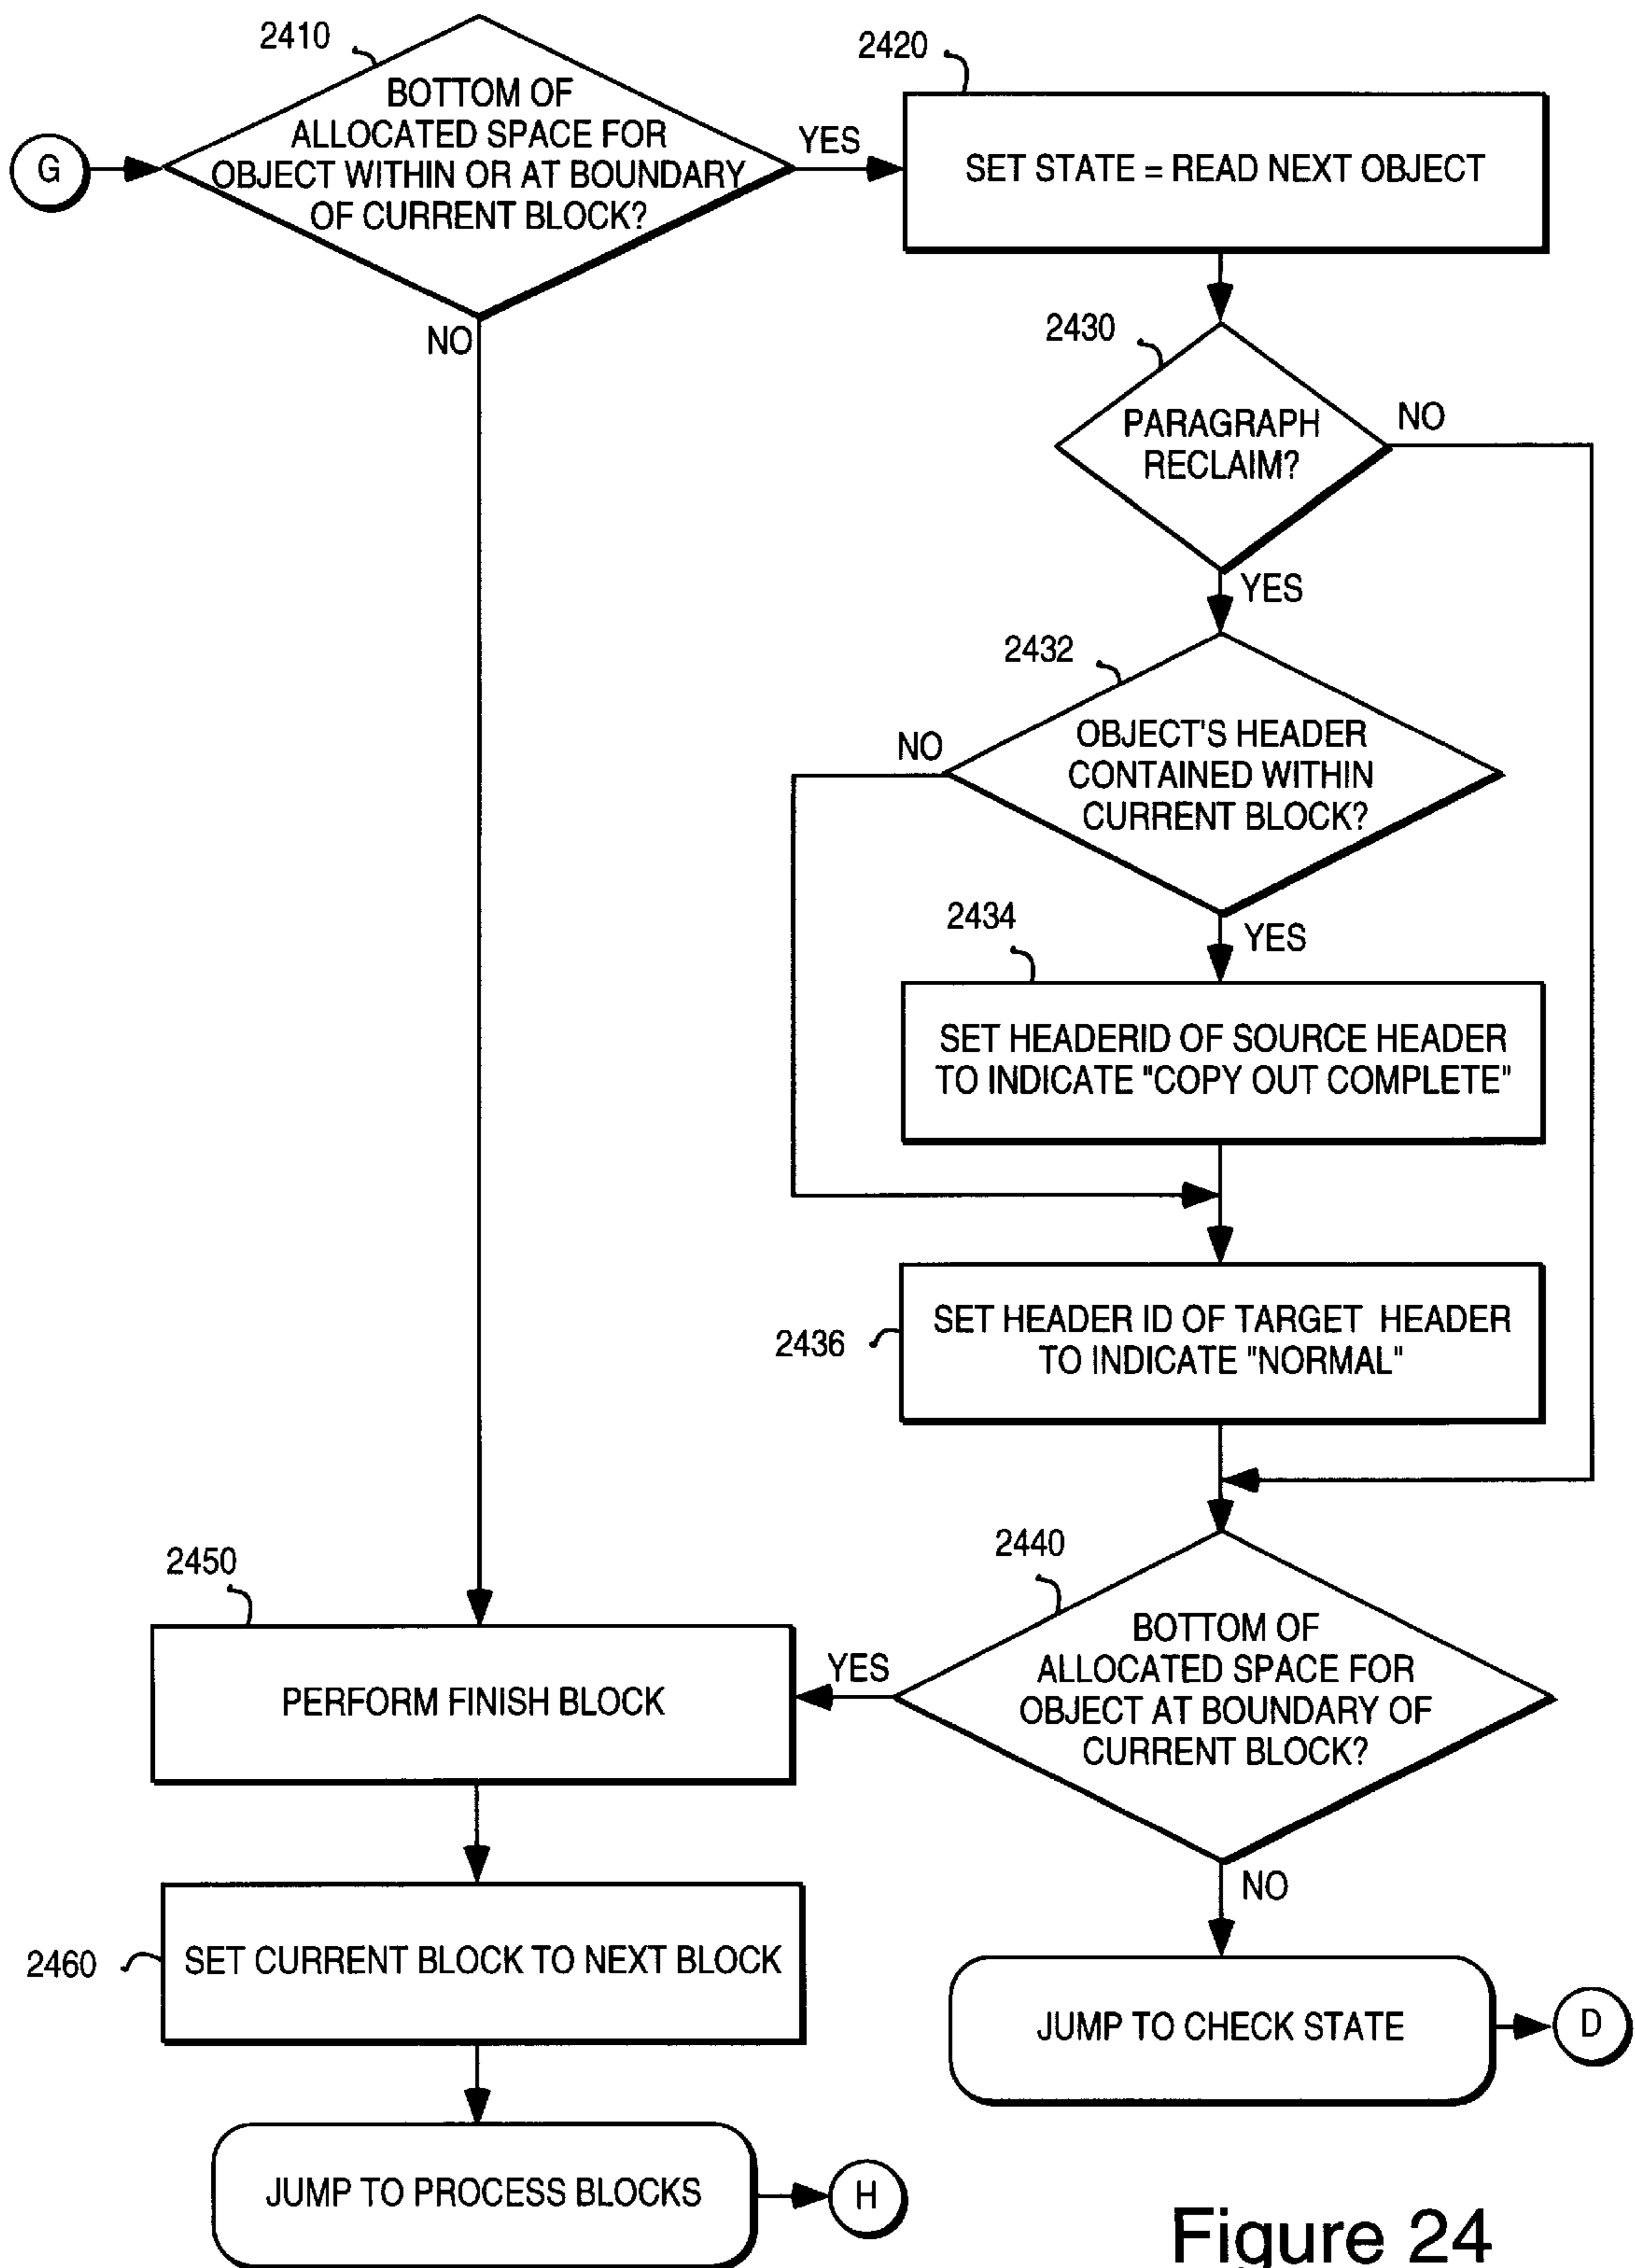 2410
BOTTOM OF
ALLOCATED SPACE FOR
OBJECT WITHIN OR AT BOUNDARY
OF CURRENT BLOCK?
G
YES
NO
2420
SET STATE = READ NEXT OBJECT
2430
PARAGRAPH
RECLAIM?
NO
YES
2432
OBJECT'S HEADER
CONTAINED WITHIN
CURRENT BLOCK?
NO
YES
2434
SET HEADERID OF SOURCE HEADER
TO INDICATE "COPY OUT COMPLETE"
2436
SET HEADER ID OF TARGET HEADER
TO INDICATE "NORMAL"
2440
BOTTOM OF
ALLOCATED SPACE FOR
OBJECT AT BOUNDARY OF
CURRENT BLOCK?
YES
NO
2450
PERFORM FINISH BLOCK
2460
SET CURRENT BLOCK TO NEXT BLOCK
JUMP TO CHECK STATE
D
JUMP TO PROCESS BLOCKS
H
Figure 24